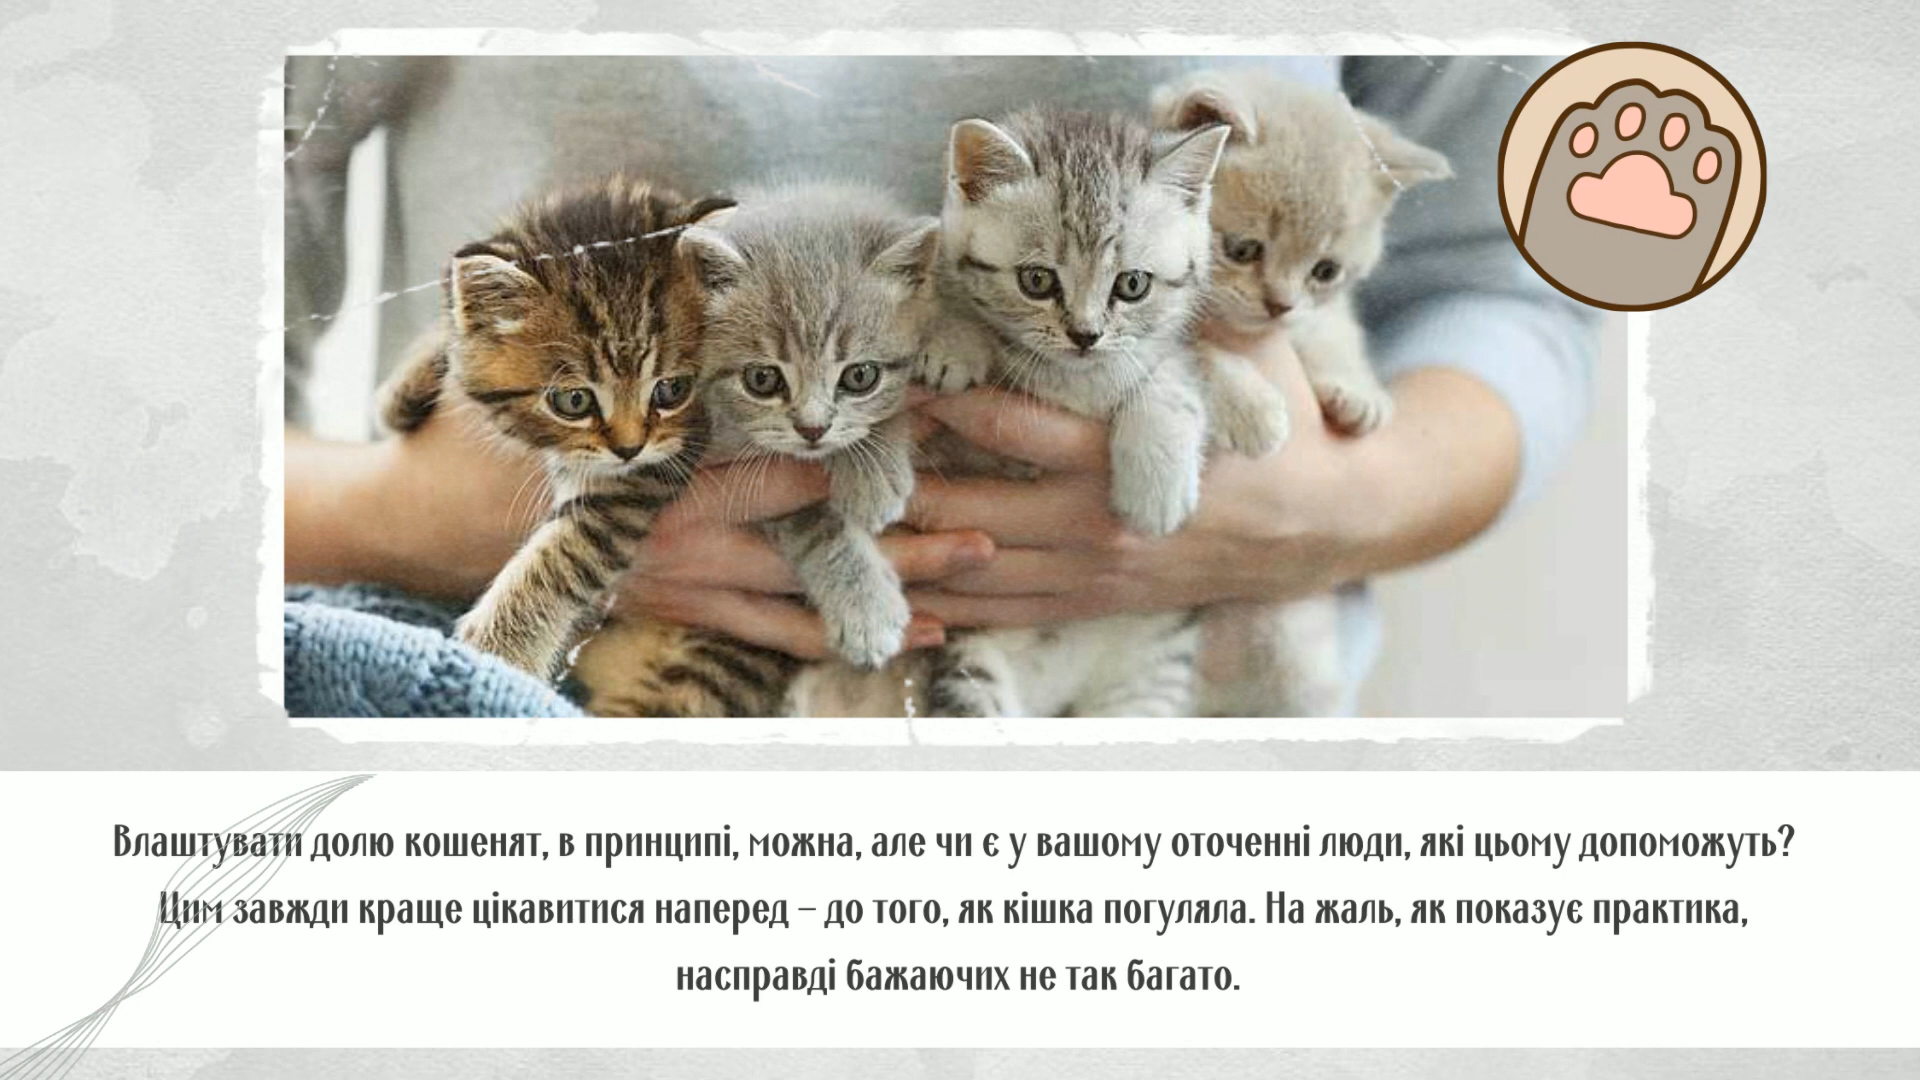 Влаштувати долю кошенят, в принципі, можна, але чи є у вашому оточенні люди, які цьому допоможуть?
Цим завжди краще цікавитися наперед – до того, як кішка погуляла. На жаль, як показує практика,
насправді бажаючих не так багато.